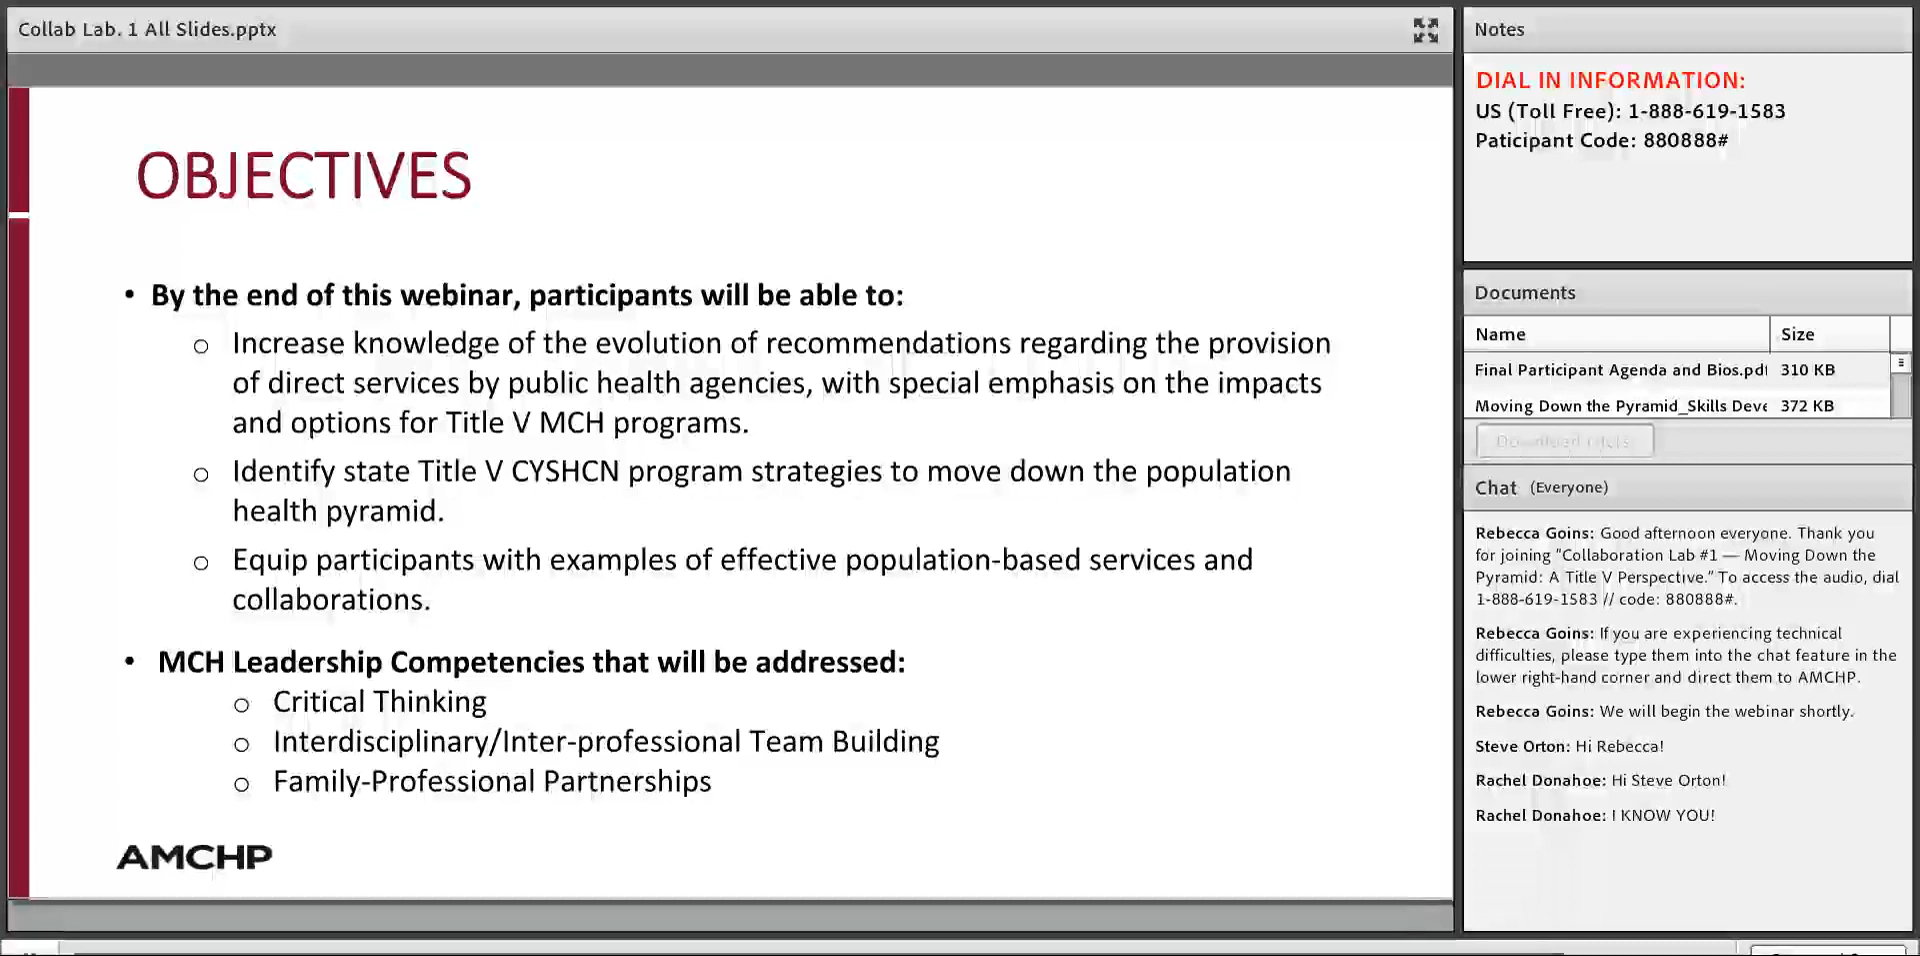 Collab Lab. 1 All Slides.pptx
OBJECTIVES
• By the end of this webinar, participants will be able to:
o Increase knowledge of the evolution of recommendations regarding the provision
of direct services by public health agencies, with special emphasis on the impacts
and options for Title V MCH programs.
o Identify state Title V CYSHCN program strategies to move down the population
health pyramid.
o Equip participants with examples of effective population-based services and
collaborations.
• MCH Leadership Competencies that will be addressed:
o Critical Thinking
o Interdisciplinary/Inter-professional Team Building
o Family-Professional Partnerships
AMCHP
Notes
DIAL IN INFORMATION:
US (Toll Free): 1-888-619-1583
Paticipant Code: 880888#
Documents
Name Size
Final Participant Agenda and Bios.pdf 310 KB
Moving Down the Pyramid_Skills Deve 372 KB
Chat (Everyone)
Rebecca Goins: Good afternoon everyone. Thank you
for joining "Collaboration Lab #1 — Moving Down the
Pyramid: A Title V Perspective." To access the audio, dial
1-888-619-1583 // code: 880888#.
Rebecca Goins: If you are experiencing technical
difficulties, please type them into the chat feature in the
lower right-hand corner and direct them to AMCHP.
Rebecca Goins: We will begin the webinar shortly.
Steve Orton: Hi Rebecca!
Rachel Donahoe: Hi Steve Orton!
Rachel Donahoe: I KNOW YOU!